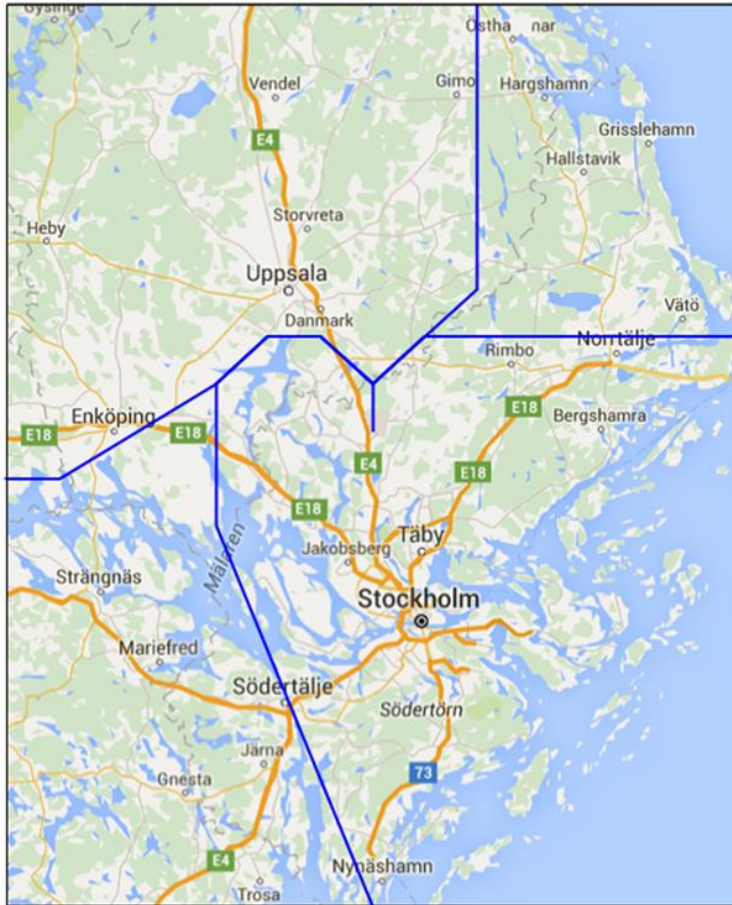 Gysinge
Östha nar
Vendel
Gimo
Hargshamn
E4
Grisslehamn
Hallstavik
Storvreta
Heby
Uppsala
Danmark
Vätö
Norrtälje
Rimbo
Enköping
E18
E18
E18
Bergshamra
E4
E18
E18
Täby
Jakobsberg
Mälaren
Strängnäs
Stockholm
Mariefred
Södertälje
Södertörn
Järna
73
Gnesta
E4
Nynäshamn
Trosa